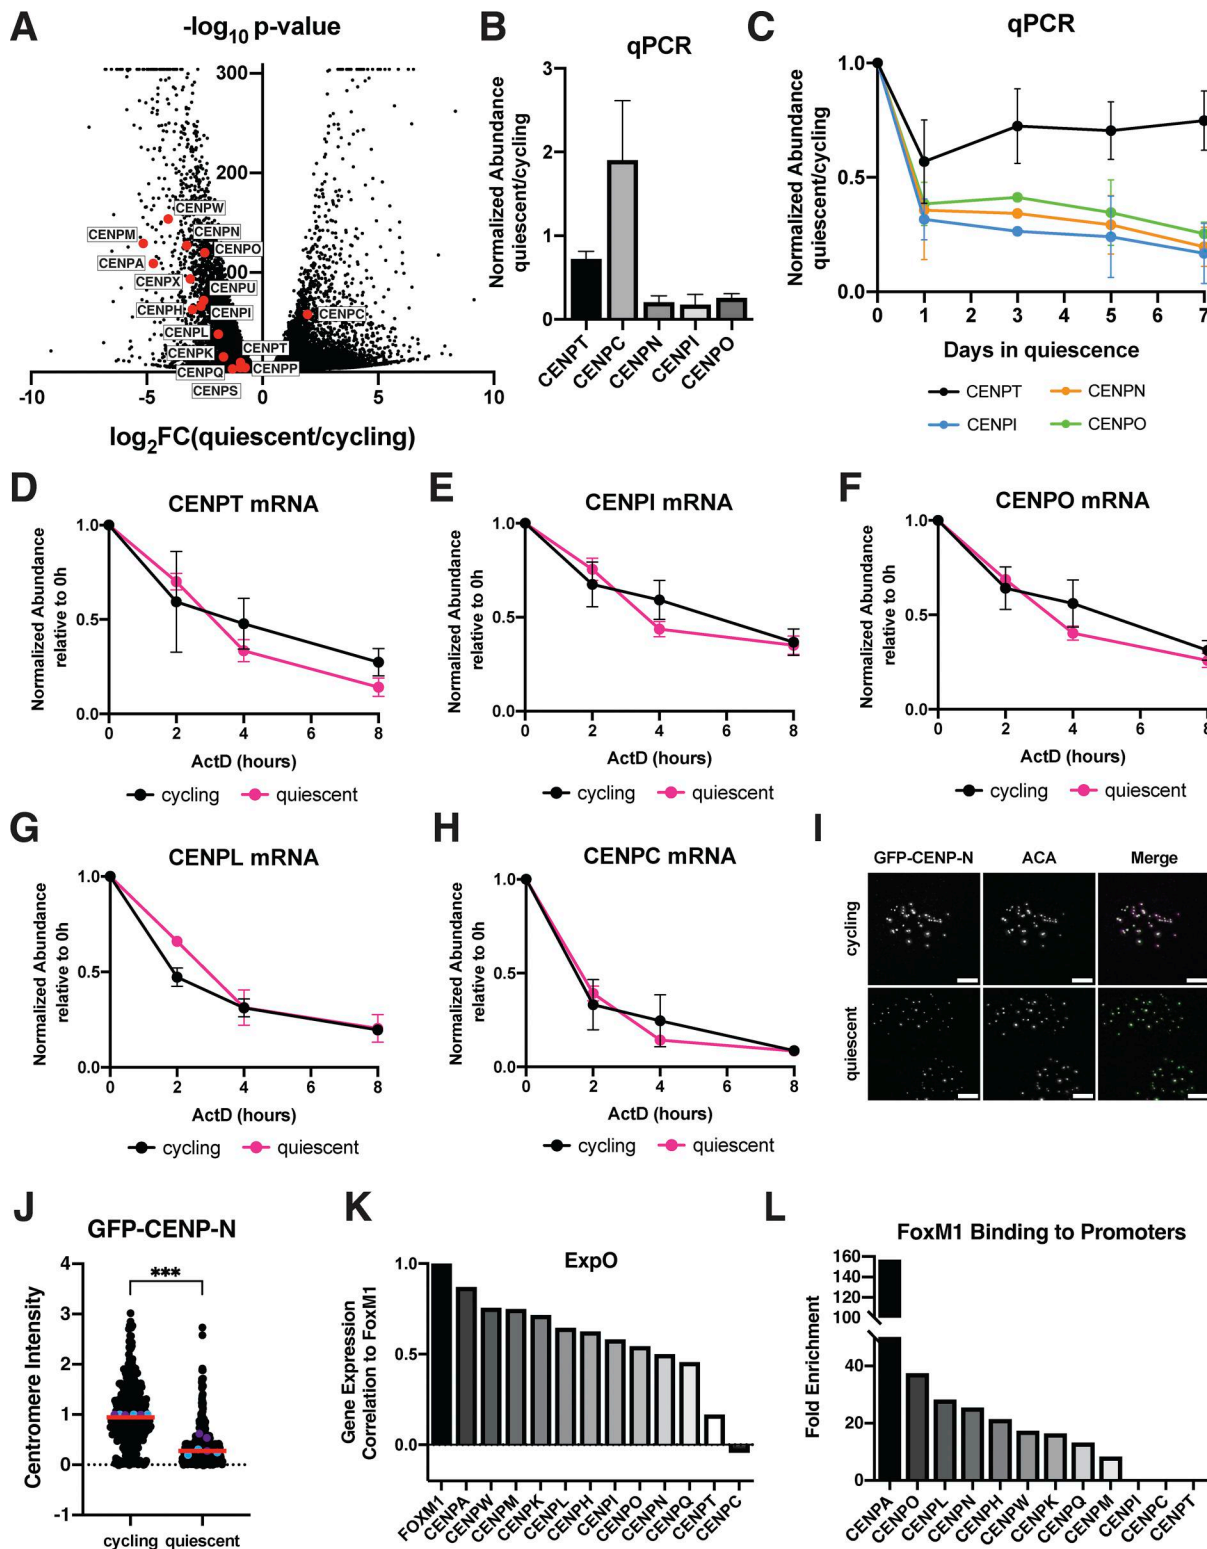 A
-log10 p-value
300
200
100
CENPW
CENPM
CENPN
CENPO
CENPA
CENPX
CENPU
CENPH
CENPI
CENPC
CENPL
CENPT
CENPK
CENPQ
CENPP
CENPS
-10
-5
0
5
10
log2FC(quiescent/cycling)
B
qPCR
Normalized Abundance
quiescent/cycling
3
2
1
0
CENPT
CENPC
CENPN
CENPI
CENPO
C
qPCR
Normalized Abundance
quiescent/cycling
1.0
0.5
0.0
0 1 2 3 4 5 6 7
Days in quiescence
CENPT
CENPN
CENPI
CENPO
D
CENPT mRNA
Normalized Abundance
relative to 0h
1.0
0.5
0.0
0 2 4 6 8
ActD (hours)
cycling quiescent
E
CENPI mRNA
Normalized Abundance
relative to 0h
1.0
0.5
0.0
0 2 4 6 8
ActD (hours)
cycling quiescent
F
CENPO mRNA
Normalized Abundance
relative to 0h
1.0
0.5
0.0
0 2 4 6 8
ActD (hours)
cycling quiescent
G
CENPL mRNA
Normalized Abundance
relative to 0h
1.0
0.5
0.0
0 2 4 6 8
ActD (hours)
cycling quiescent
H
CENPC mRNA
Normalized Abundance
relative to 0h
1.0
0.5
0.0
0 2 4 6 8
ActD (hours)
cycling quiescent
I
GFP-CENP-N ACA Merge
cycling
quiescent
J
GFP-CENP-N
***
Centromere Intensity
4
3
2
1
0
-1
cycling quiescent
K
ExpO
Gene Expression
Correlation to FoxM1
1.0
0.5
0.0
FOXM1
CENPA
CENPW
CENPM
CENPK
CENPL
CENPH
CENPI
CENPO
CENPN
CENPQ
CENPT
CENPC
L
FoxM1 Binding to Promoters
Fold Enrichment
160
140
120
100
40
20
0
CENPA
CENPO
CENPL
CENPN
CENPH
CENPW
CENPK
CENPQ
CENPM
CENPI
CENPC
CENPT